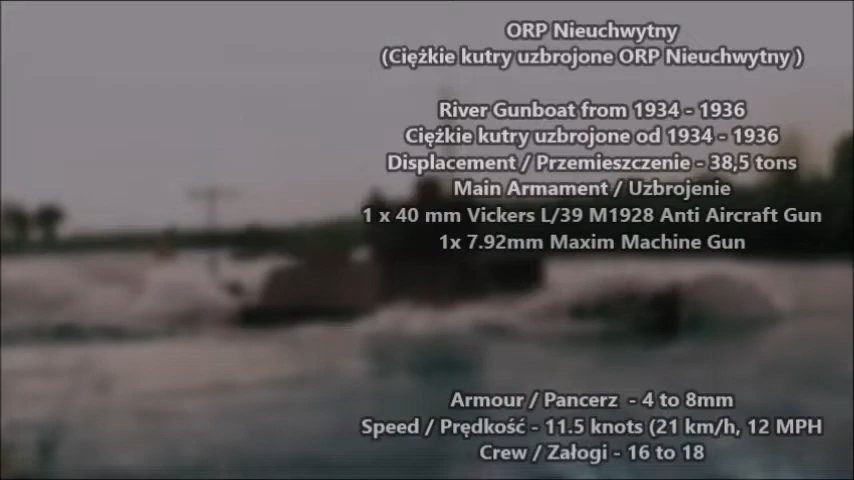 ORP Nieuchwytny
(Ciężkie kutry uzbrojone ORP Nieuchwytny )
River Gunboat from 1934 - 1936
Ciężkie kutry uzbrojone od 1934 - 1936
Displacement / Przemieszczenie - 38,5 tons
Main Armament / Uzbrojenie
1 x 40 mm Vickers L/39 M1928 Anti Aircraft Gun
1x 7.92mm Maxim Machine Gun
Armour / Pancerz  - 4 to 8mm
Speed / Prędkość - 11.5 knots (21 km/h, 12 MPH
Crew / Załogi - 16 to 18